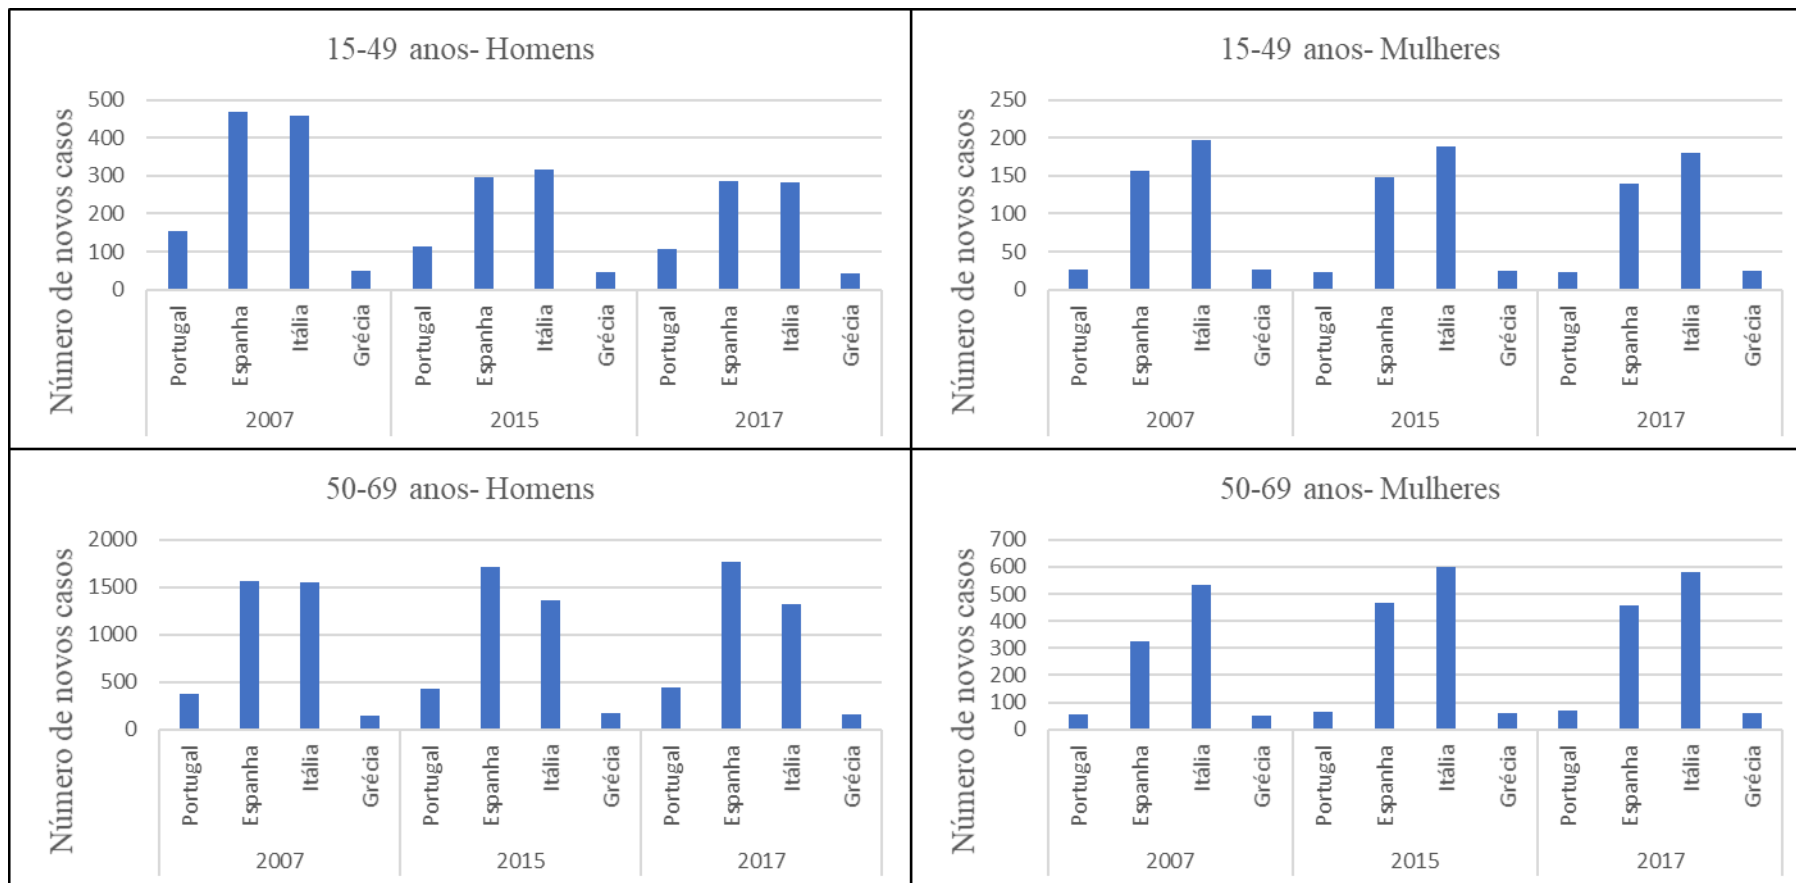 15-49 anos- Homens
Número de novos casos
500
400
300
200
100
0
Portugal Espanha Itália Grécia Portugal Espanha Itália Grécia Portugal Espanha Itália Grécia
2007 2015 2017
15-49 anos- Mulheres
Número de novos casos
250
200
150
100
50
0
Portugal Espanha Itália Grécia Portugal Espanha Itália Grécia Portugal Espanha Itália Grécia
2007 2015 2017
50-69 anos- Homens
Número de novos casos
2000
1500
1000
500
0
Portugal Espanha Itália Grécia Portugal Espanha Itália Grécia Portugal Espanha Itália Grécia
2007 2015 2017
50-69 anos- Mulheres
Número de novos casos
700
600
500
400
300
200
100
0
Portugal Espanha Itália Grécia Portugal Espanha Itália Grécia Portugal Espanha Itália Grécia
2007 2015 2017